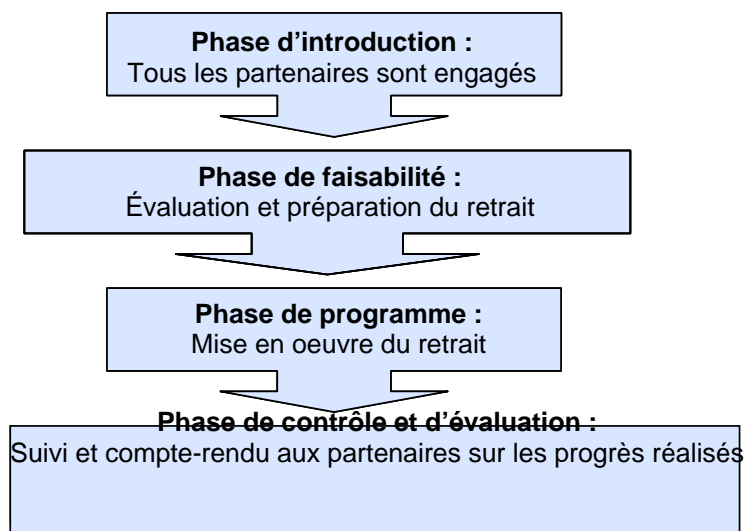 Phase d’introduction :
Tous les partenaires sont engagés
Phase de faisabilité :
Évaluation et préparation du retrait
Phase de programme :
Mise en oeuvre du retrait
Phase de contrôle et d’évaluation :
Suivi et compte-rendu aux partenaires sur les progrès réalisés